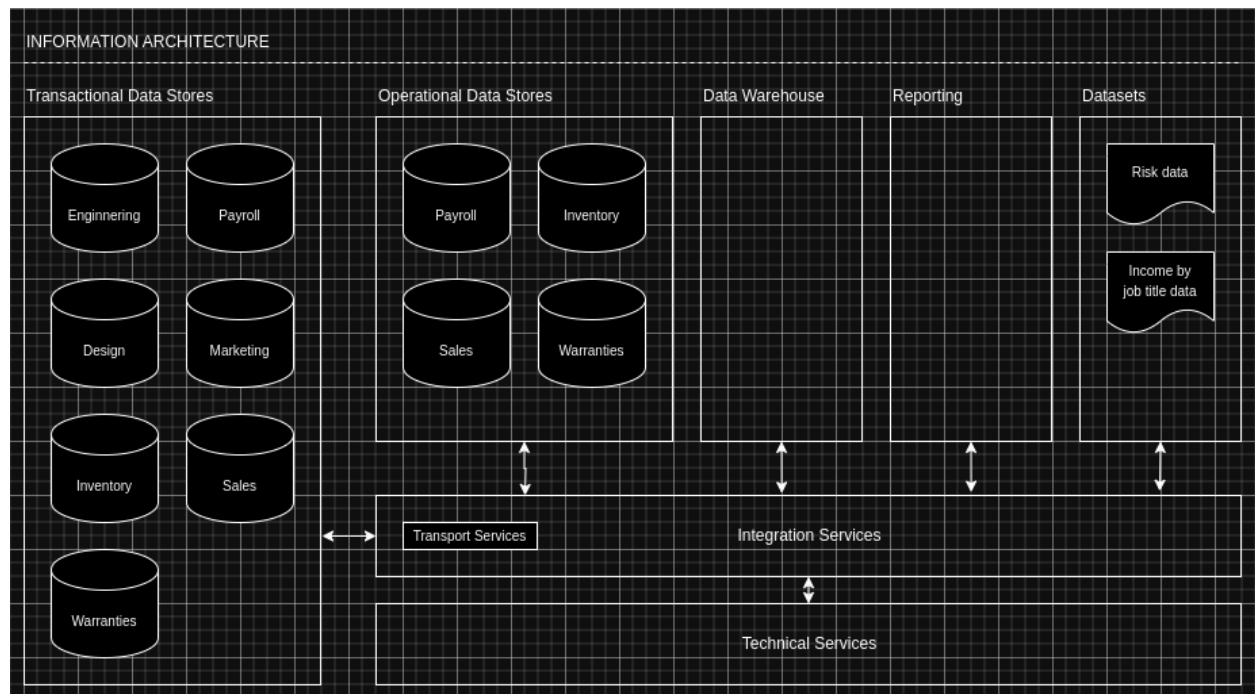 INFORMATION ARCHITECTURE
Transactional Data Stores
Operational Data Stores
Data Warehouse
Reporting
Datasets
Enginnering
Payroll
Design
Marketing
Inventory
Sales
Warranties
Payroll
Inventory
Sales
Warranties
Risk data
Income by
job title data
Transport Services
Integration Services
Technical Services